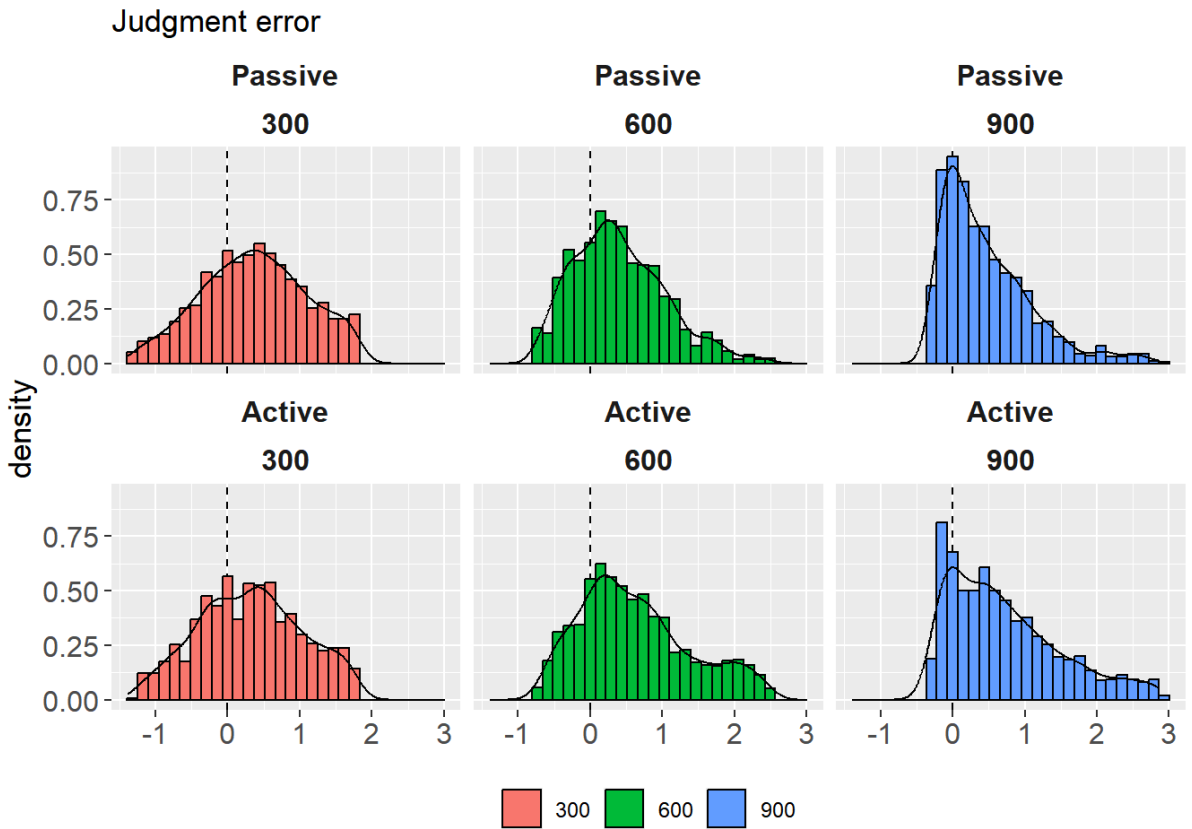 Judgment error
Passive Passive Passive
300 600 900
0.75
0.50
0.25
0.00
density
Active Active Active
300 600 900
0.75
0.50
0.25
0.00
-1 0 1 2 3 -1 0 1 2 3 -1 0 1 2 3
300 600 900